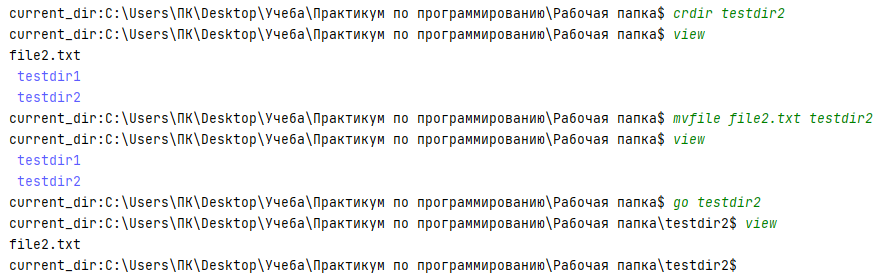 current_dir:C:\Users\ПК\Desktop\Учеба\Практикум по программированию\Рабочая папка$ crdir testdir2
current_dir:C:\Users\ПК\Desktop\Учеба\Практикум по программированию\Рабочая папка$ view
file2.txt
 testdir1
 testdir2
current_dir:C:\Users\ПК\Desktop\Учеба\Практикум по программированию\Рабочая папка$ mvfile file2.txt testdir2
current_dir:C:\Users\ПК\Desktop\Учеба\Практикум по программированию\Рабочая папка$ view
 testdir1
 testdir2
current_dir:C:\Users\ПК\Desktop\Учеба\Практикум по программированию\Рабочая папка$ go testdir2
current_dir:C:\Users\ПК\Desktop\Учеба\Практикум по программированию\Рабочая папка\testdir2$ view
file2.txt
current_dir:C:\Users\ПК\Desktop\Учеба\Практикум по программированию\Рабочая папка\testdir2$